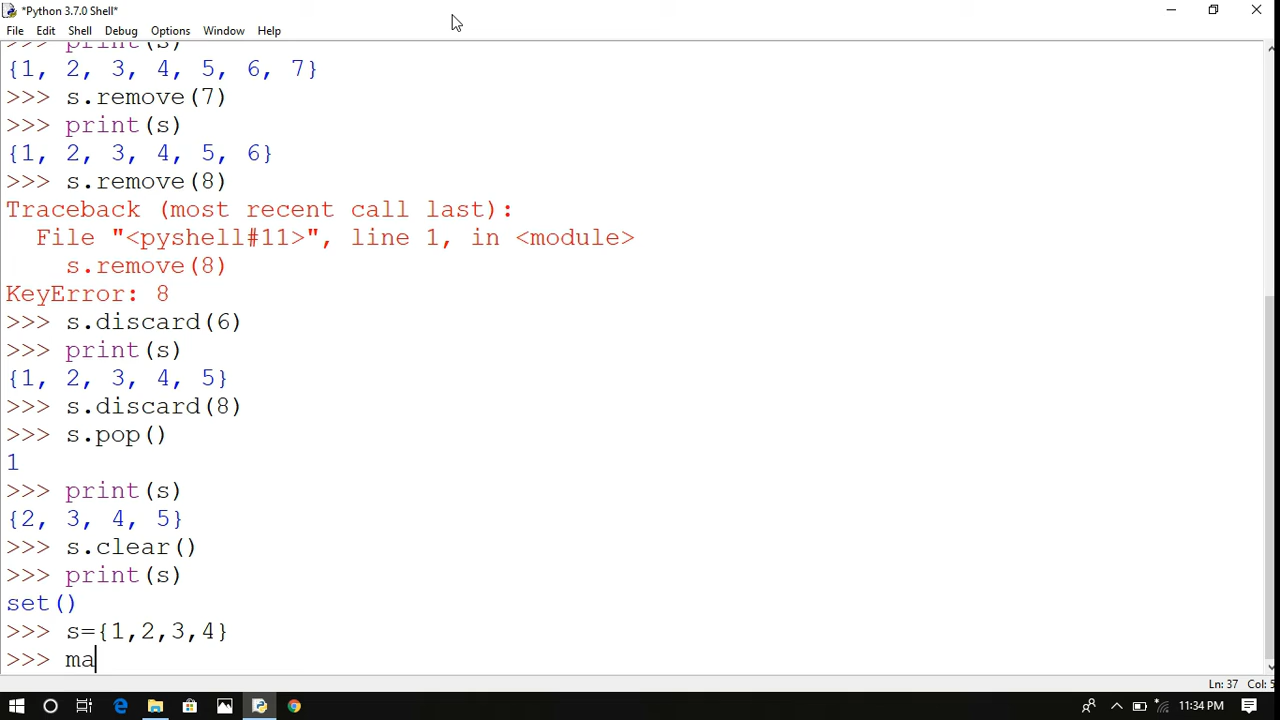 *Python 3.7.0 Shell*
File Edit Shell Debug Options Window Help
>>> print(s)
{1, 2, 3, 4, 5, 6, 7}
>>> s.remove(7)
>>> print(s)
{1, 2, 3, 4, 5, 6}
>>> s.remove(8)
Traceback (most recent call last):
  File "<pyshell#11>", line 1, in <module>
    s.remove(8)
KeyError: 8
>>> s.discard(6)
>>> print(s)
{1, 2, 3, 4, 5}
>>> s.discard(8)
>>> s.pop()
1
>>> print(s)
{2, 3, 4, 5}
>>> s.clear()
>>> print(s)
set()
>>> s={1,2,3,4}
>>> ma
Ln: 37 Col: 5
11:34 PM